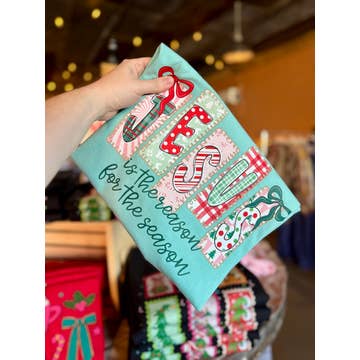 JESUS
is the reason
for the season